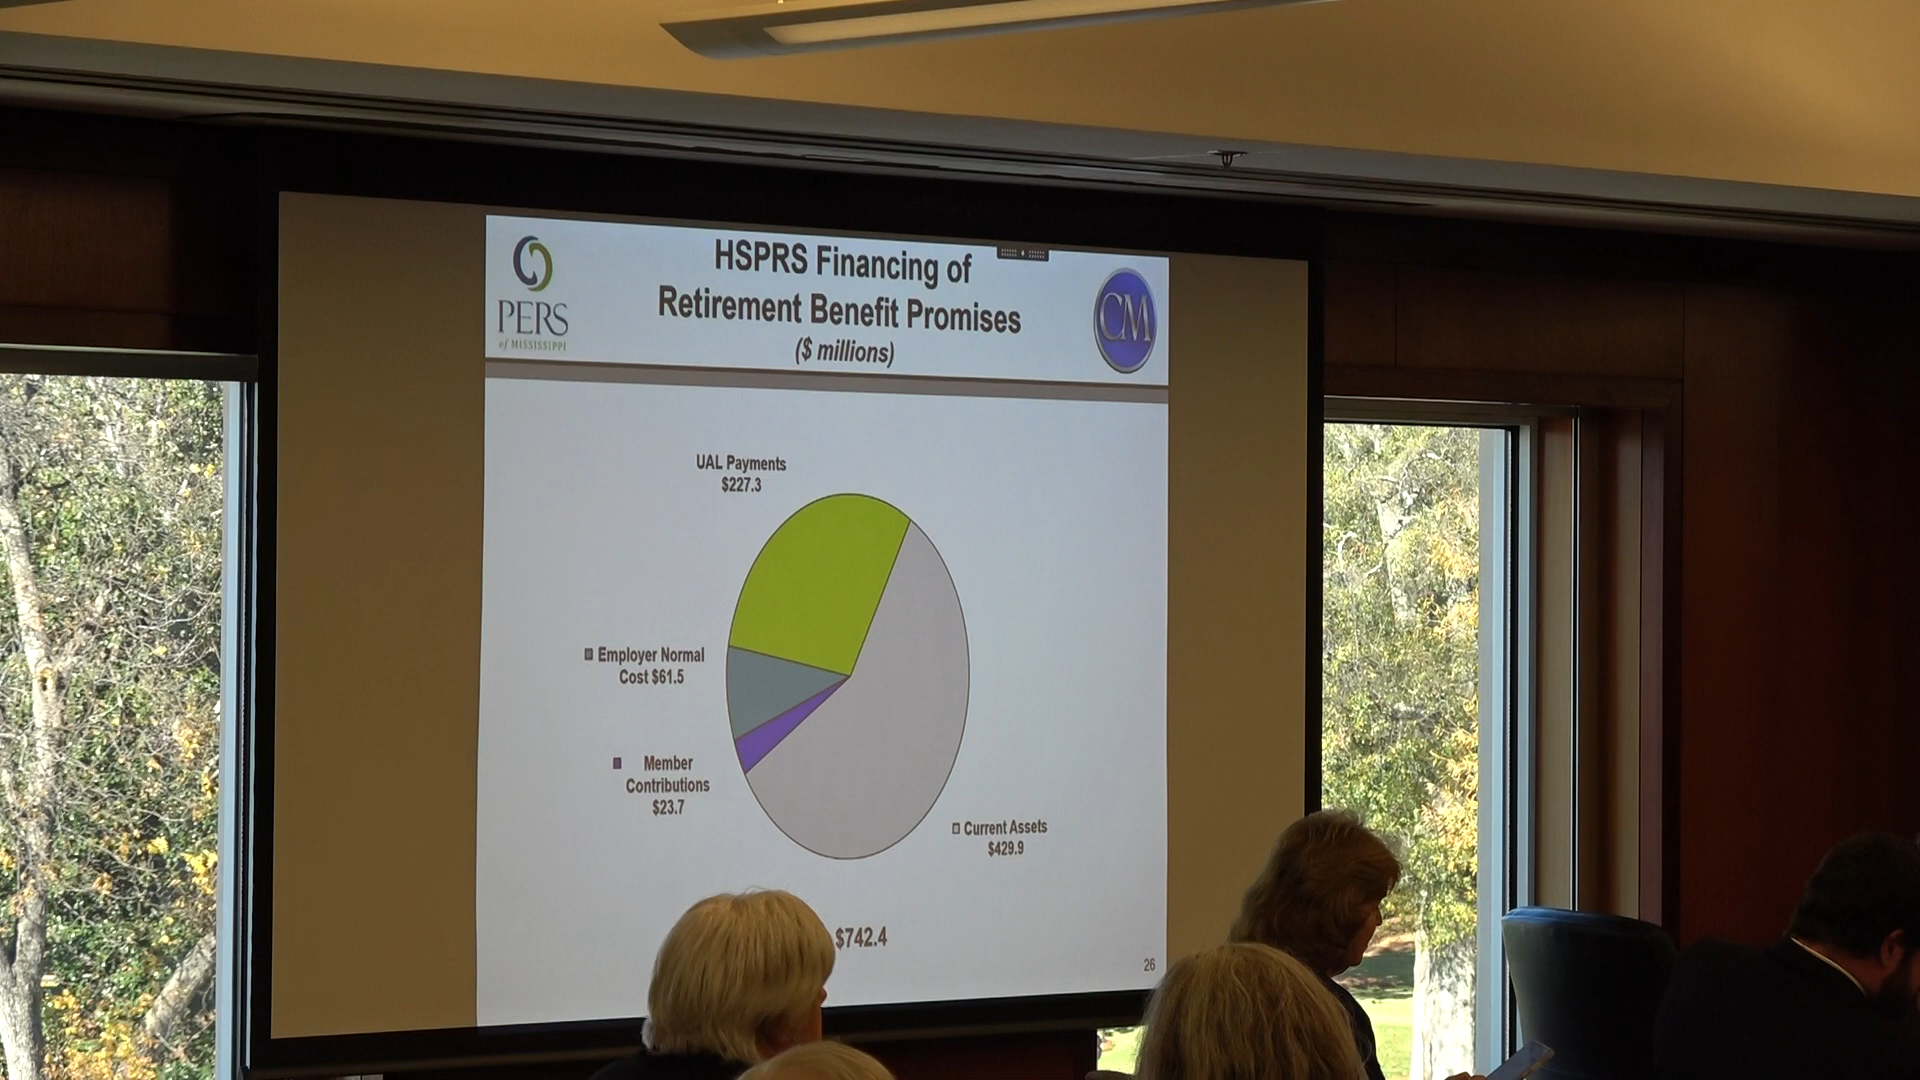 HSPRS Financing of
Retirement Benefit Promises
($ millions)
PERS
of MISSISSIPPI
CM
UAL Payments
$227.3
Employer Normal
Cost $61.5
Member
Contributions
$23.7
Current Assets
$429.9
$742.4
26